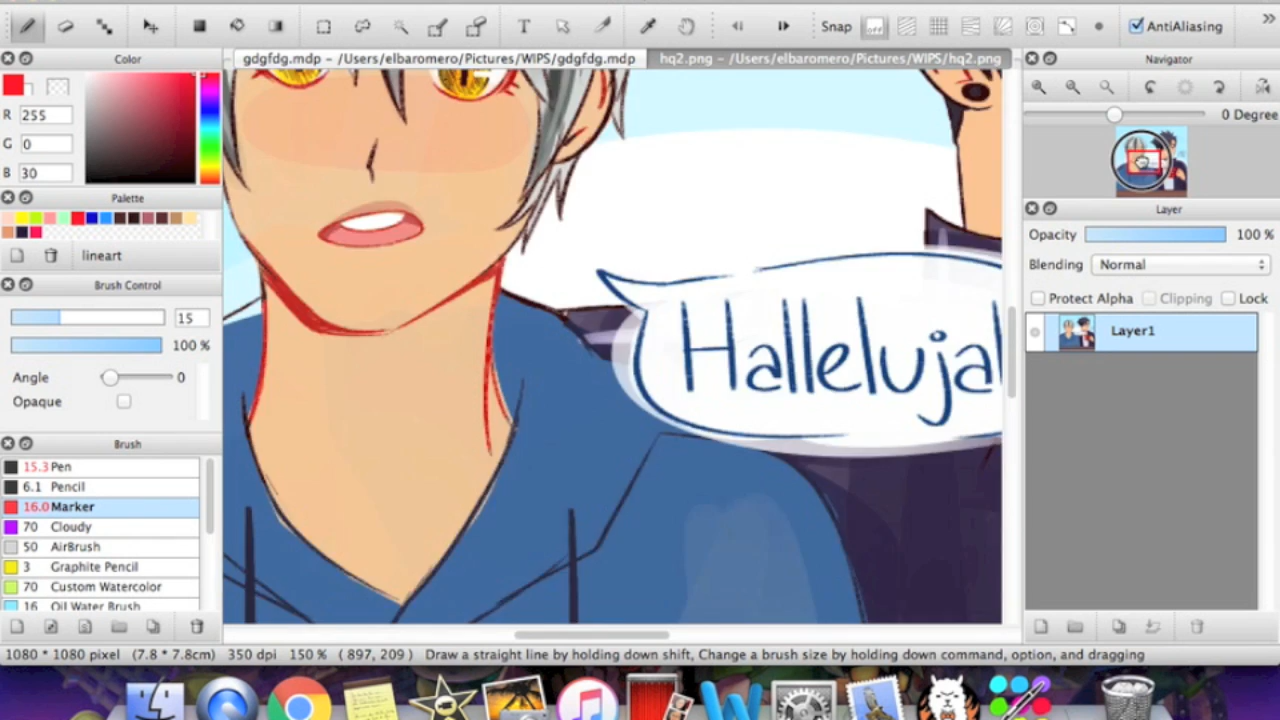 Snap
off
AntiAliasing
Color
gdgfdg.mdp – /Users/elbaromero/Pictures/WIPS/gdgfdg.mdp
hq2.png – /Users/elbaromero/Pictures/WIPS/hq2.png
Navigator
R 255
G 0
B 30
0 Degree
Palette
lineart
Layer
Opacity 100 %
Blending Normal
Protect Alpha Clipping Lock
Layer1
Brush Control
15
100 %
Angle 0
Opaque
Hallelujal
Brush
15.3 Pen
6.1 Pencil
16.0 Marker
70 Cloudy
50 AirBrush
3 Graphite Pencil
70 Custom Watercolor
16 Oil Water Brush
1080 * 1080 pixel (7.8 * 7.8cm) 350 dpi 150 % ( 897, 209 ) Draw a straight line by holding down shift, Change a brush size by holding down command, option, and dragging